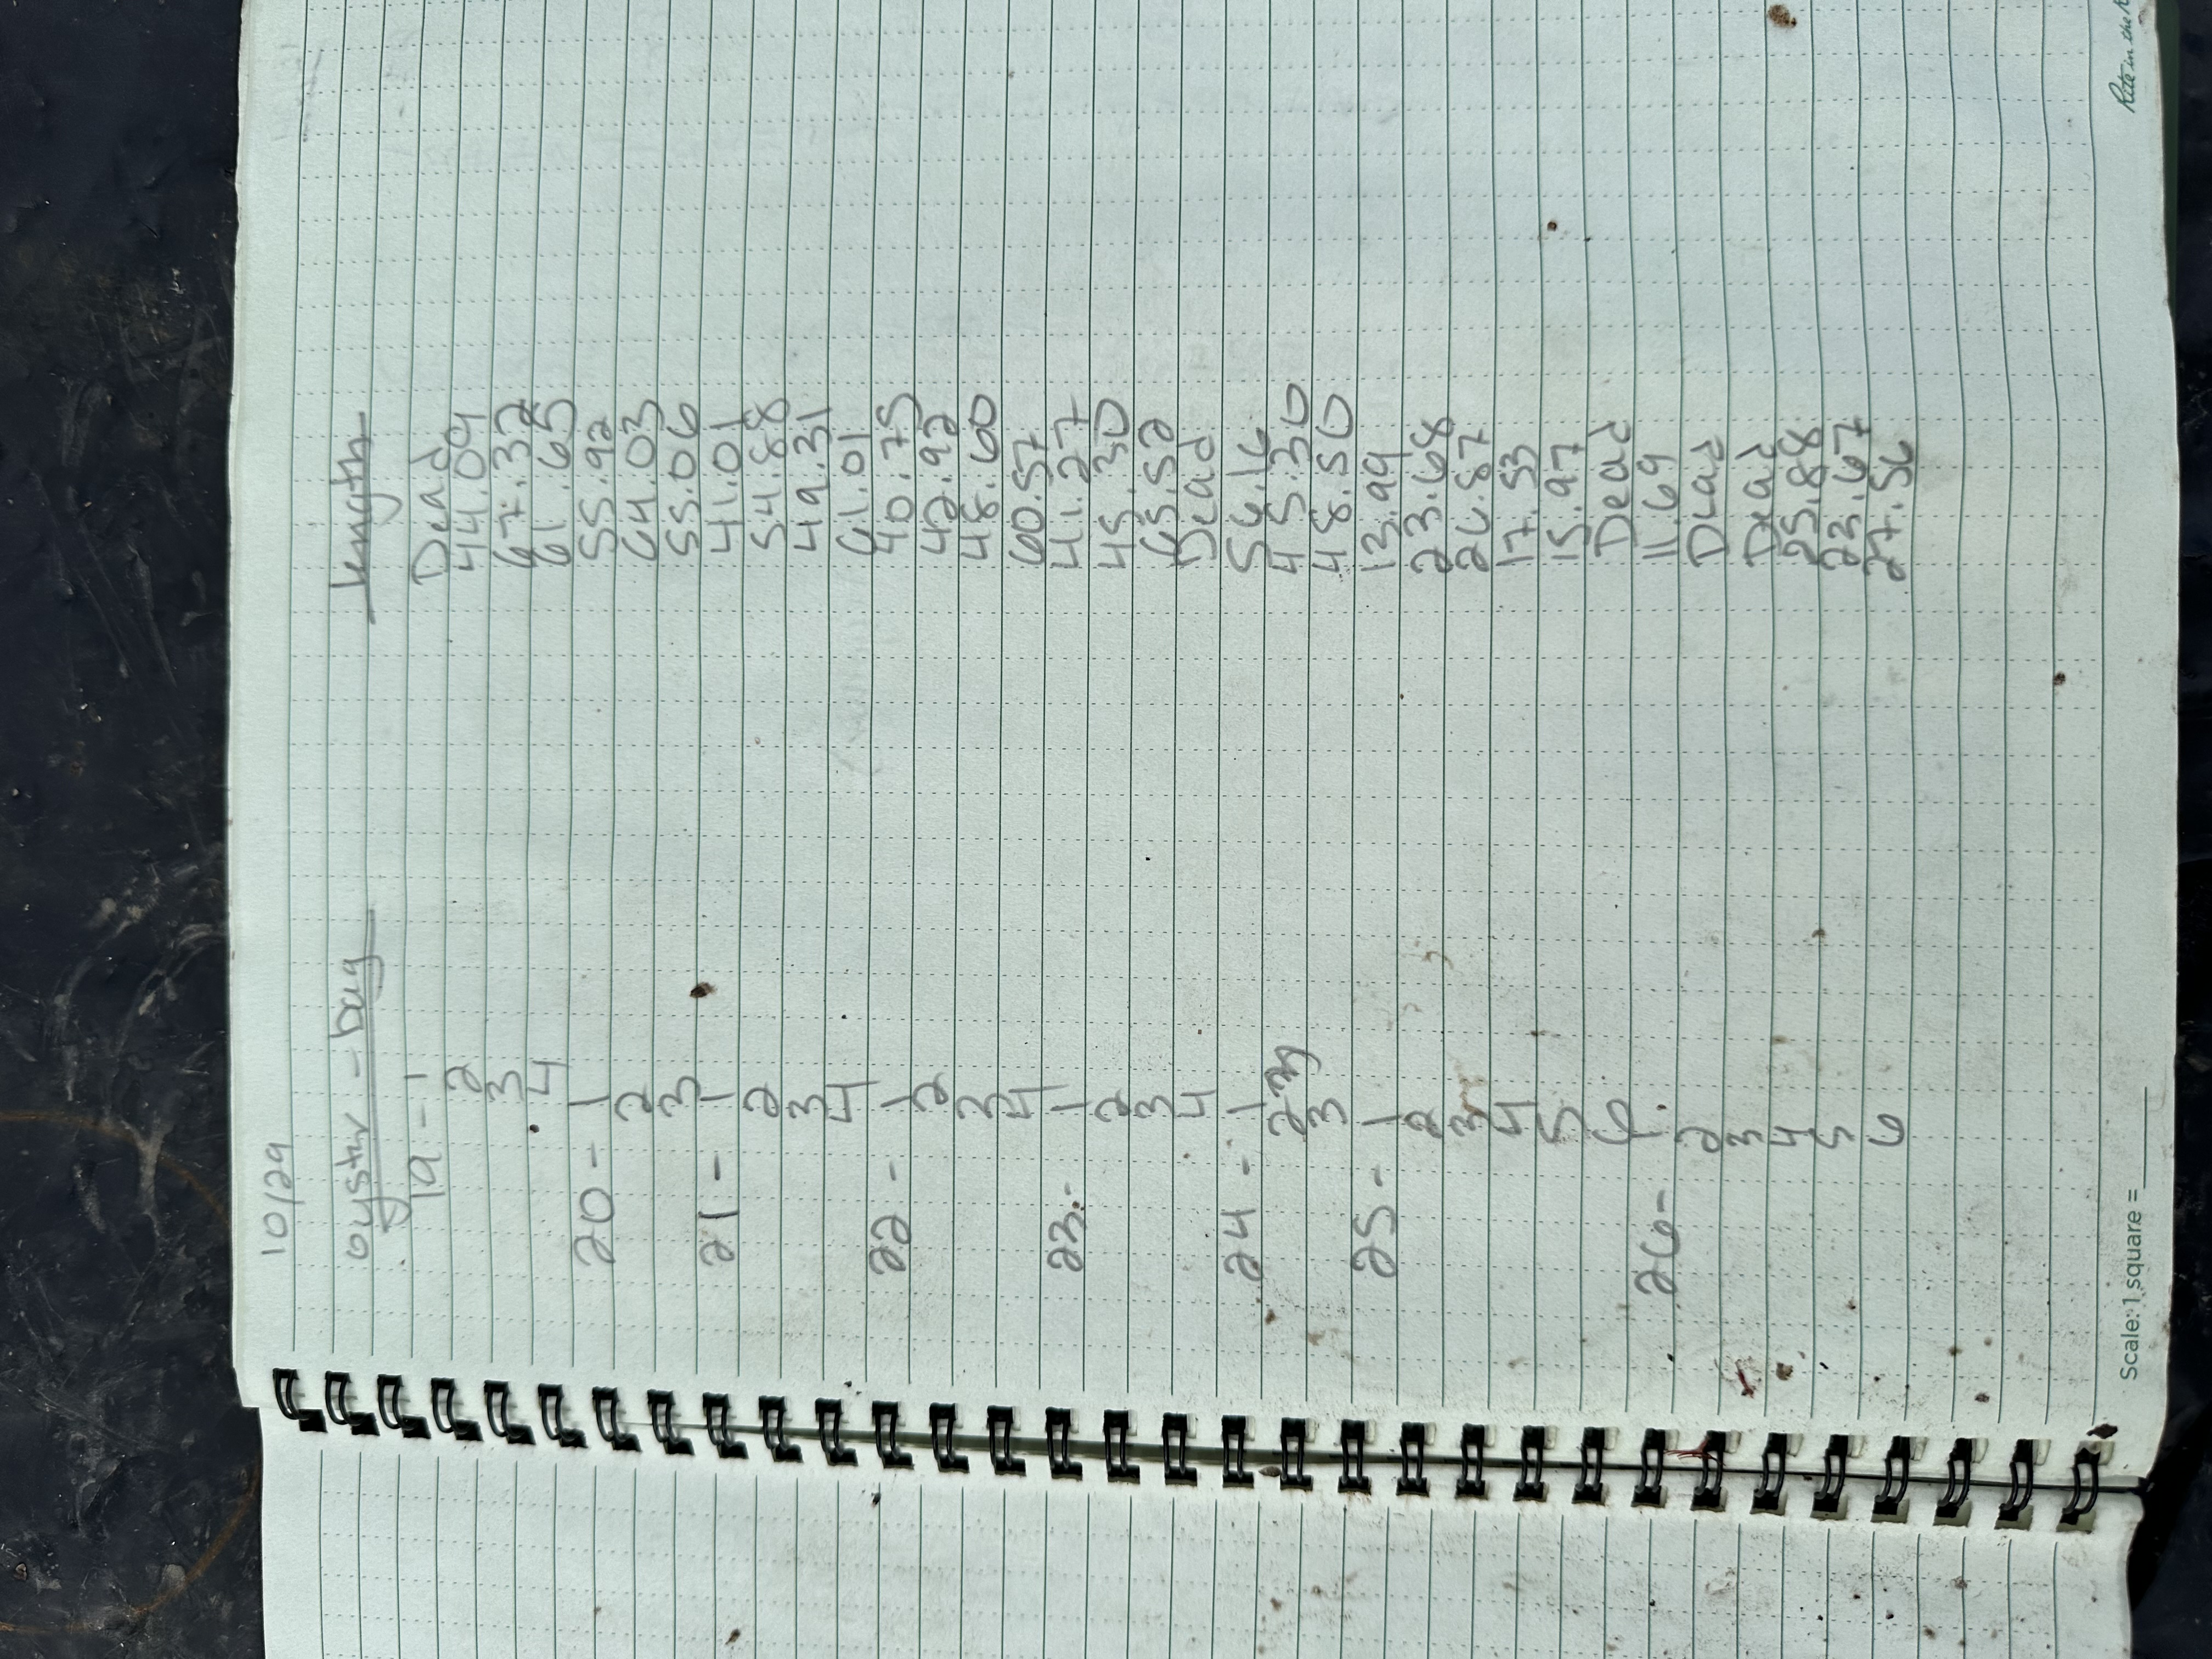 10/29
oyster - bag length
19 - 1 Dead
2 44.09
3 67.32
4 61.65
20 - 1 55.92
2 64.03
3 55.06
21 - 1 41.01
2 54.88
3 49.31
4 61.01
22 - 1 40.75
2 42.92
3 48.60
4 60.57
23 - 1 41.27
2 45.30
3 65.52
4 Dead
24 - 1 56.16
2 45.30
3 48.50
25 - 1 13.99
2 23.68
3 26.87
4 17.53
5 15.97
6 Dead
26 - 1 11.69
2 Dead
3 Dead
4 25.88
5 23.67
6 27.56
Scale: 1 square =
Rite in the